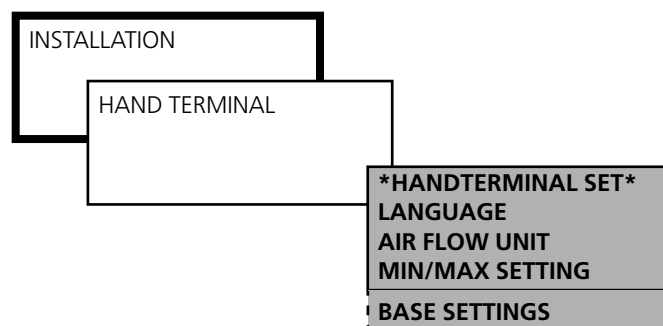 INSTALLATION
HAND TERMINAL
*HANDTERMINAL SET*
LANGUAGE
AIR FLOW UNIT
MIN/MAX SETTING
BASE SETTINGS